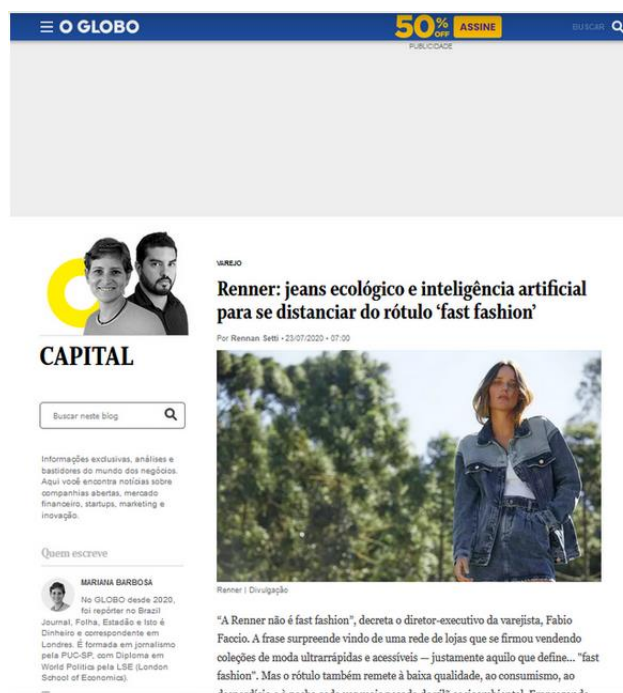 O GLOBO
50% OFF ASSINE
BUSCAR
PUBLICIDADE
CAPITAL
Buscar neste blog
Informações exclusivas, análises e
bastidores do mundo dos negócios.
Aqui você encontra notícias sobre
companhias abertas, mercado
financeiro, startups, marketing e
inovação.
Quem escreve
MARIANA BARBOSA
No GLOBO desde 2020,
foi repórter no Brazil
Journal, Folha, Estadão e Isto é
Dinheiro e correspondente em
Londres. É formada em jornalismo
pela PUC-SP, com Diploma em
World Politics pela LSE (London
School of Economics).
VAREJO
Renner: jeans ecológico e inteligência artificial
para se distanciar do rótulo ‘fast fashion’
Por Rennan Setti • 23/07/2020 • 07:00
Renner | Divulgação
“A Renner não é fast fashion”, decreta o diretor-executivo da varejista, Fabio
Faccio. A frase surpreende vindo de uma rede de lojas que se firmou vendendo
coleções de moda ultrarrápidas e acessíveis — justamente aquilo que define... "fast
fashion". Mas o rótulo também remete à baixa qualidade, ao consumismo, ao